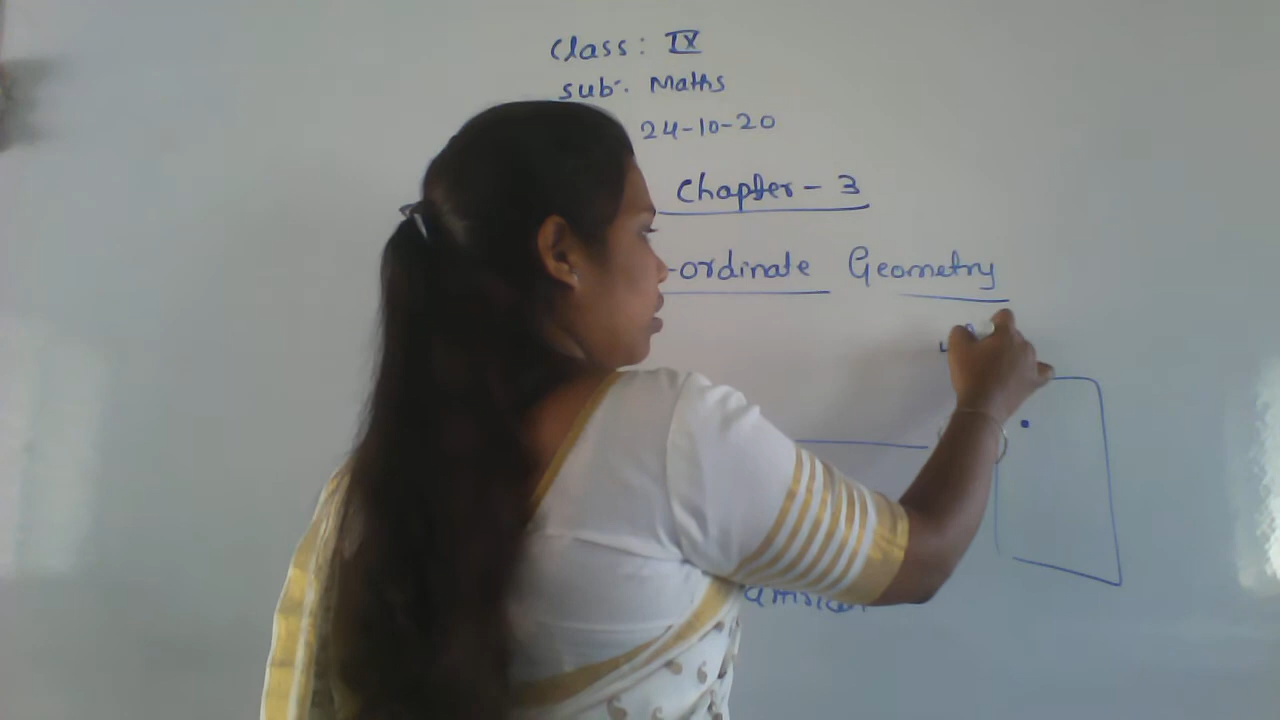 Class: IX
Sub: Maths
24-10-20
Chapter - 3
-ordinate Geometry